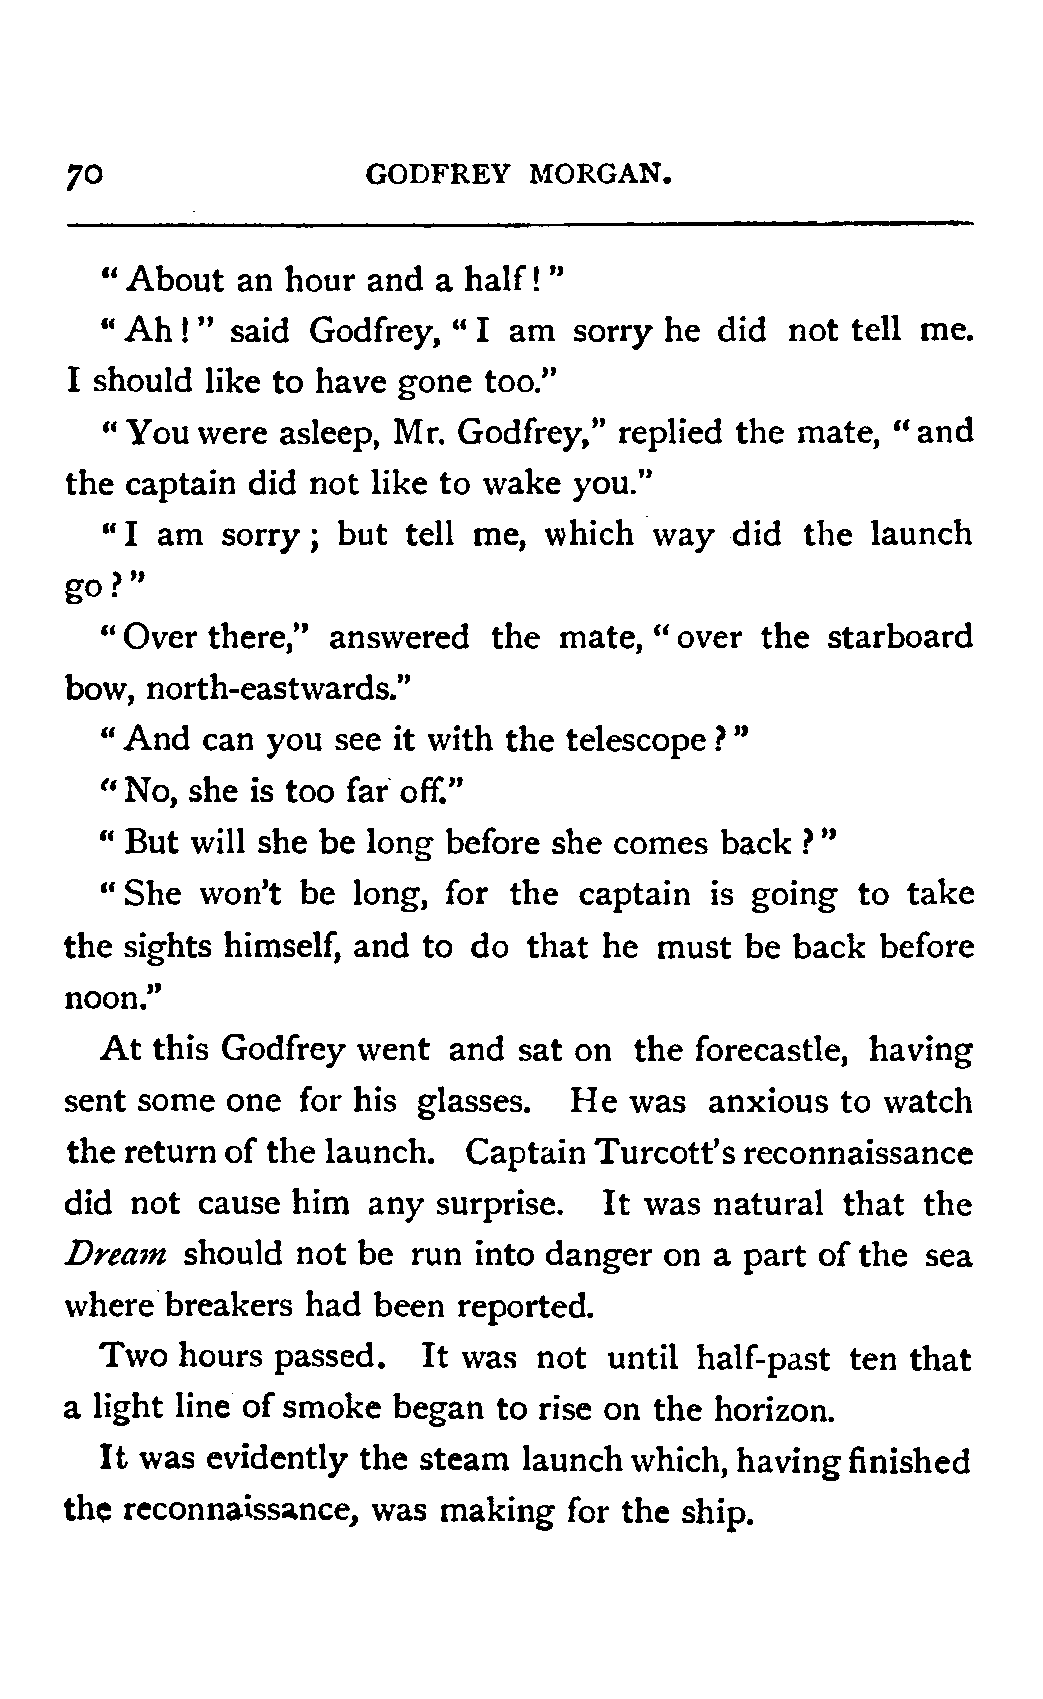 70 GODFREY MORGAN.
"About an hour and a half!"
"Ah!" said Godfrey, "I am sorry he did not tell me.
I should like to have gone too."
"You were asleep, Mr. Godfrey," replied the mate, "and
the captain did not like to wake you."
"I am sorry; but tell me, which way did the launch
go?"
"Over there," answered the mate, "over the starboard
bow, north-eastwards."
"And can you see it with the telescope?"
"No, she is too far off."
"But will she be long before she comes back?"
"She won't be long, for the captain is going to take
the sights himself, and to do that he must be back before
noon."
At this Godfrey went and sat on the forecastle, having
sent some one for his glasses. He was anxious to watch
the return of the launch. Captain Turcott's reconnaissance
did not cause him any surprise. It was natural that the
Dream should not be run into danger on a part of the sea
where breakers had been reported.
Two hours passed. It was not until half-past ten that
a light line of smoke began to rise on the horizon.
It was evidently the steam launch which, having finished
the reconnaissance, was making for the ship.